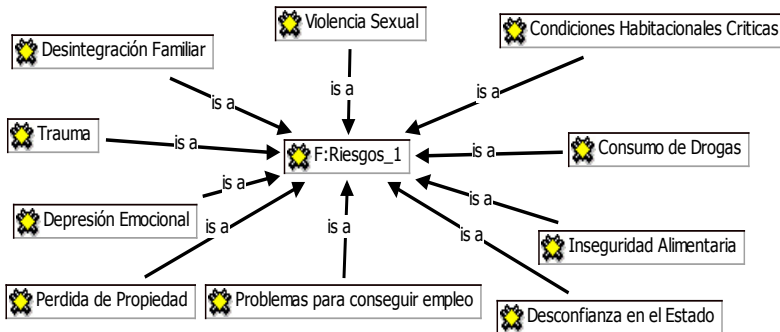 Violencia Sexual
Condiciones Habitacionales Criticas
Desintegración Familiar
is a
is a
is a
Trauma
is a
F:Riesgos_1
is a
Consumo de Drogas
is a
Depresión Emocional
is a
is a
is a
is a
Inseguridad Alimentaria
Perdida de Propiedad
Problemas para conseguir empleo
Desconfianza en el Estado
is a